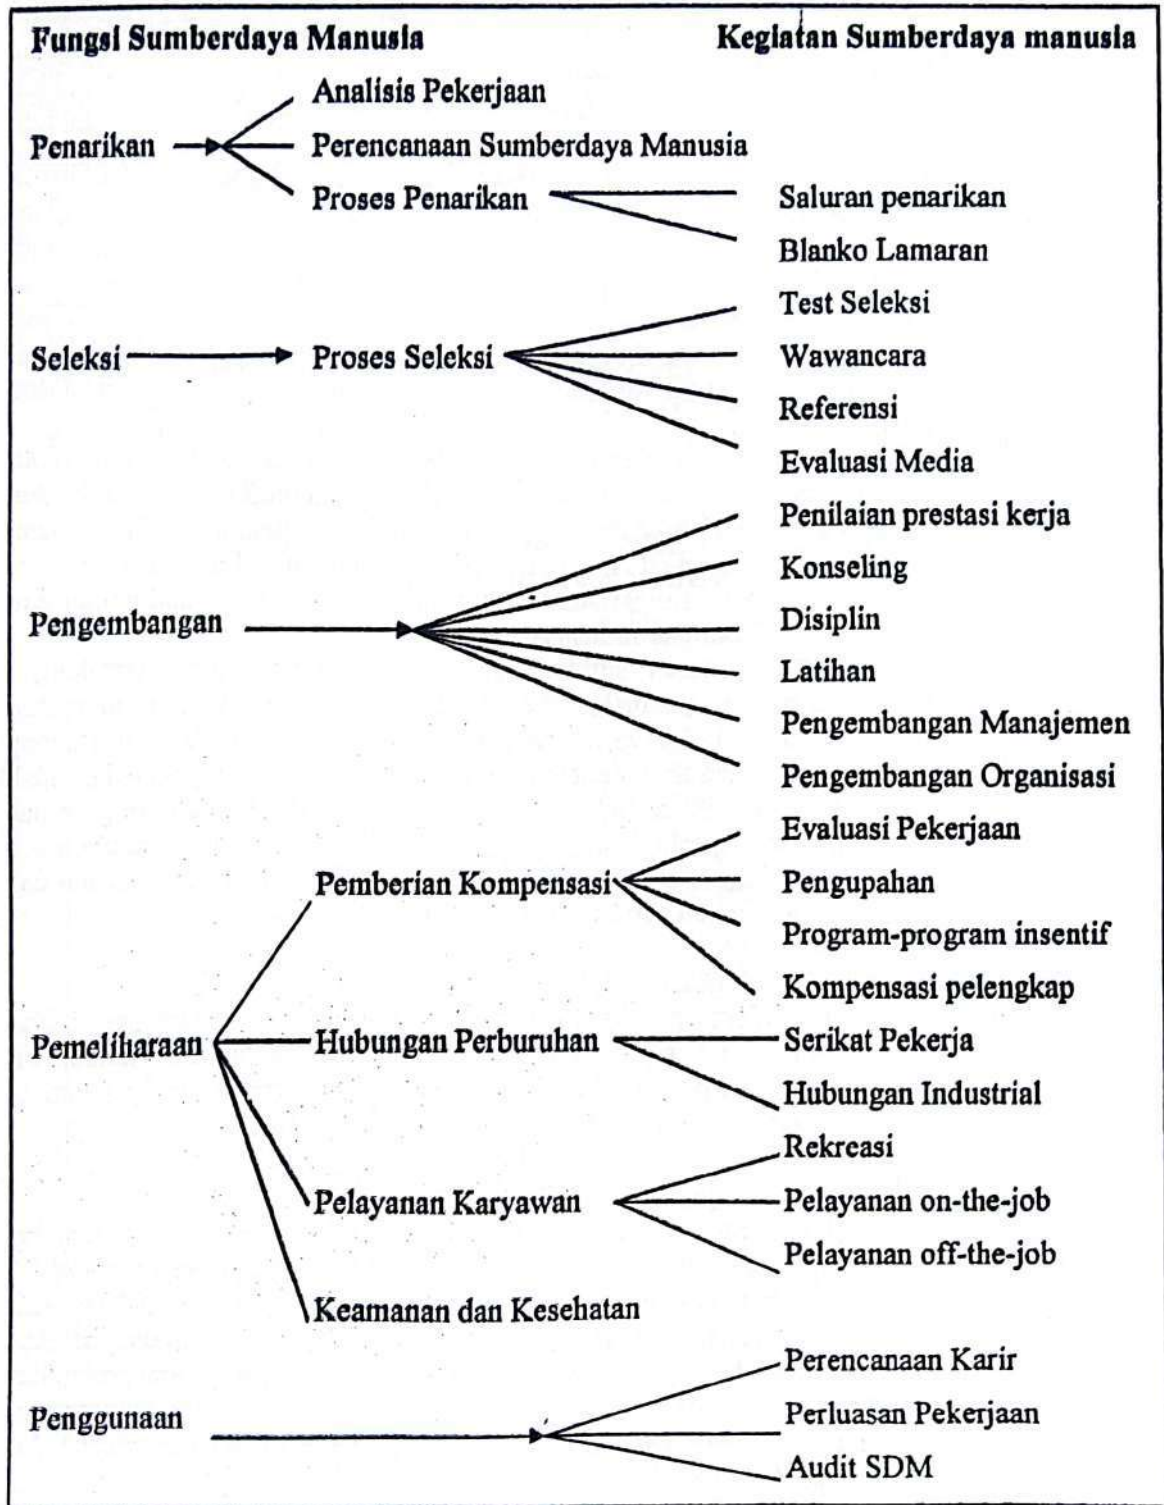 Fungsi Sumberdaya Manusia
Kegiatan Sumberdaya manusia
Analisis Pekerjaan
Penarikan
Perencanaan Sumberdaya Manusia
Proses Penarikan
Saluran penarikan
Blanko Lamaran
Test Seleksi
Seleksi
Proses Seleksi
Wawancara
Referensi
Evaluasi Media
Penilaian prestasi kerja
Konseling
Pengembangan
Disiplin
Latihan
Pengembangan Manajemen
Pengembangan Organisasi
Evaluasi Pekerjaan
Pemberian Kompensasi
Pengupahan
Program-program insentif
Kompensasi pelengkap
Pemeliharaan
Hubungan Perburuhan
Serikat Pekerja
Hubungan Industrial
Rekreasi
Pelayanan Karyawan
Pelayanan on-the-job
Pelayanan off-the-job
Keamanan dan Kesehatan
Perencanaan Karir
Penggunaan
Perluasan Pekerjaan
Audit SDM